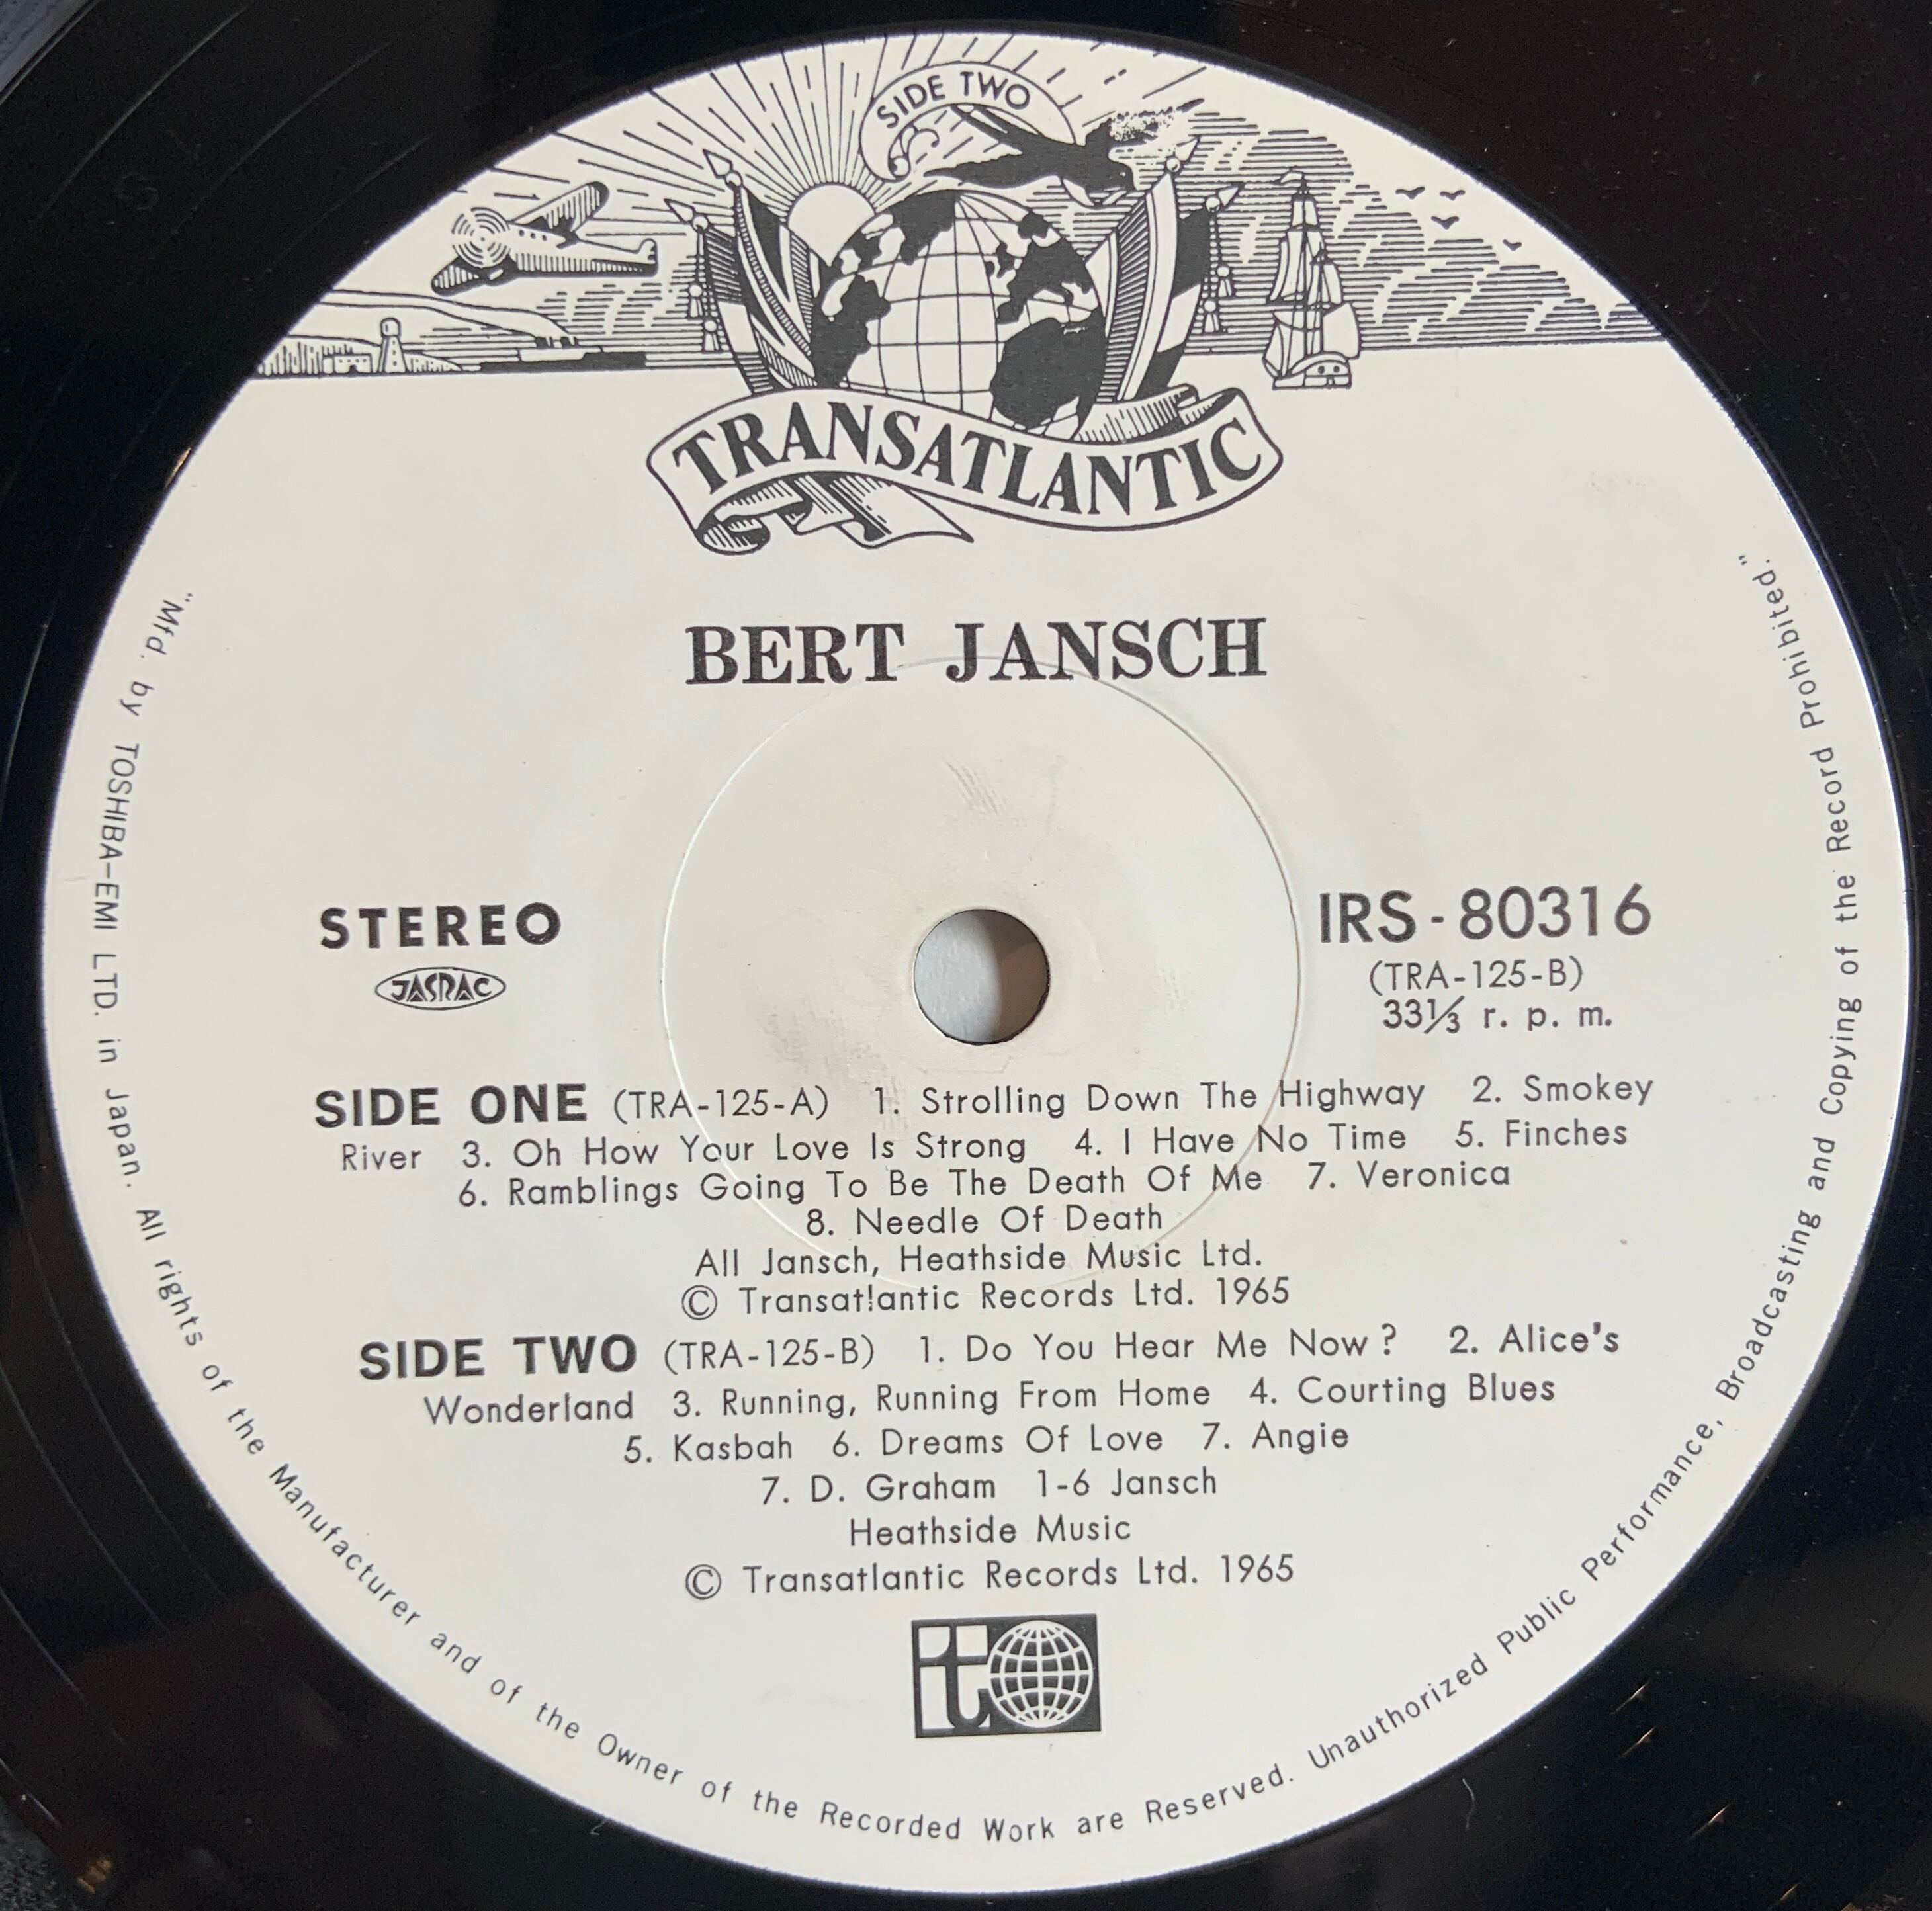 SIDE TWO
TRANSATLANTIC
BERT JANSCH
STEREO
JASRAC
IRS-80316
(TRA-125-B)
33⅓ r. p. m.
SIDE ONE (TRA-125-A) 1. Strolling Down The Highway 2. Smokey
River 3. Oh How Your Love Is Strong 4. I Have No Time 5. Finches
6. Ramblings Going To Be The Death Of Me 7. Veronica
8. Needle Of Death
All Jansch, Heathside Music Ltd.
© Transatlantic Records Ltd. 1965
SIDE TWO (TRA-125-B) 1. Do You Hear Me Now? 2. Alice's
Wonderland 3. Running, Running From Home 4. Courting Blues
5. Kasbah 6. Dreams Of Love 7. Angie
7. D. Graham 1-6 Jansch
Heathside Music
© Transatlantic Records Ltd. 1965
"Mfd. by TOSHIBA-EMI LTD. in Japan. All rights of the Manufacturer and of the Owner of the Recorded Work are Reserved. Unauthorized Public Performance, Broadcasting and Copying of the Record Prohibited."